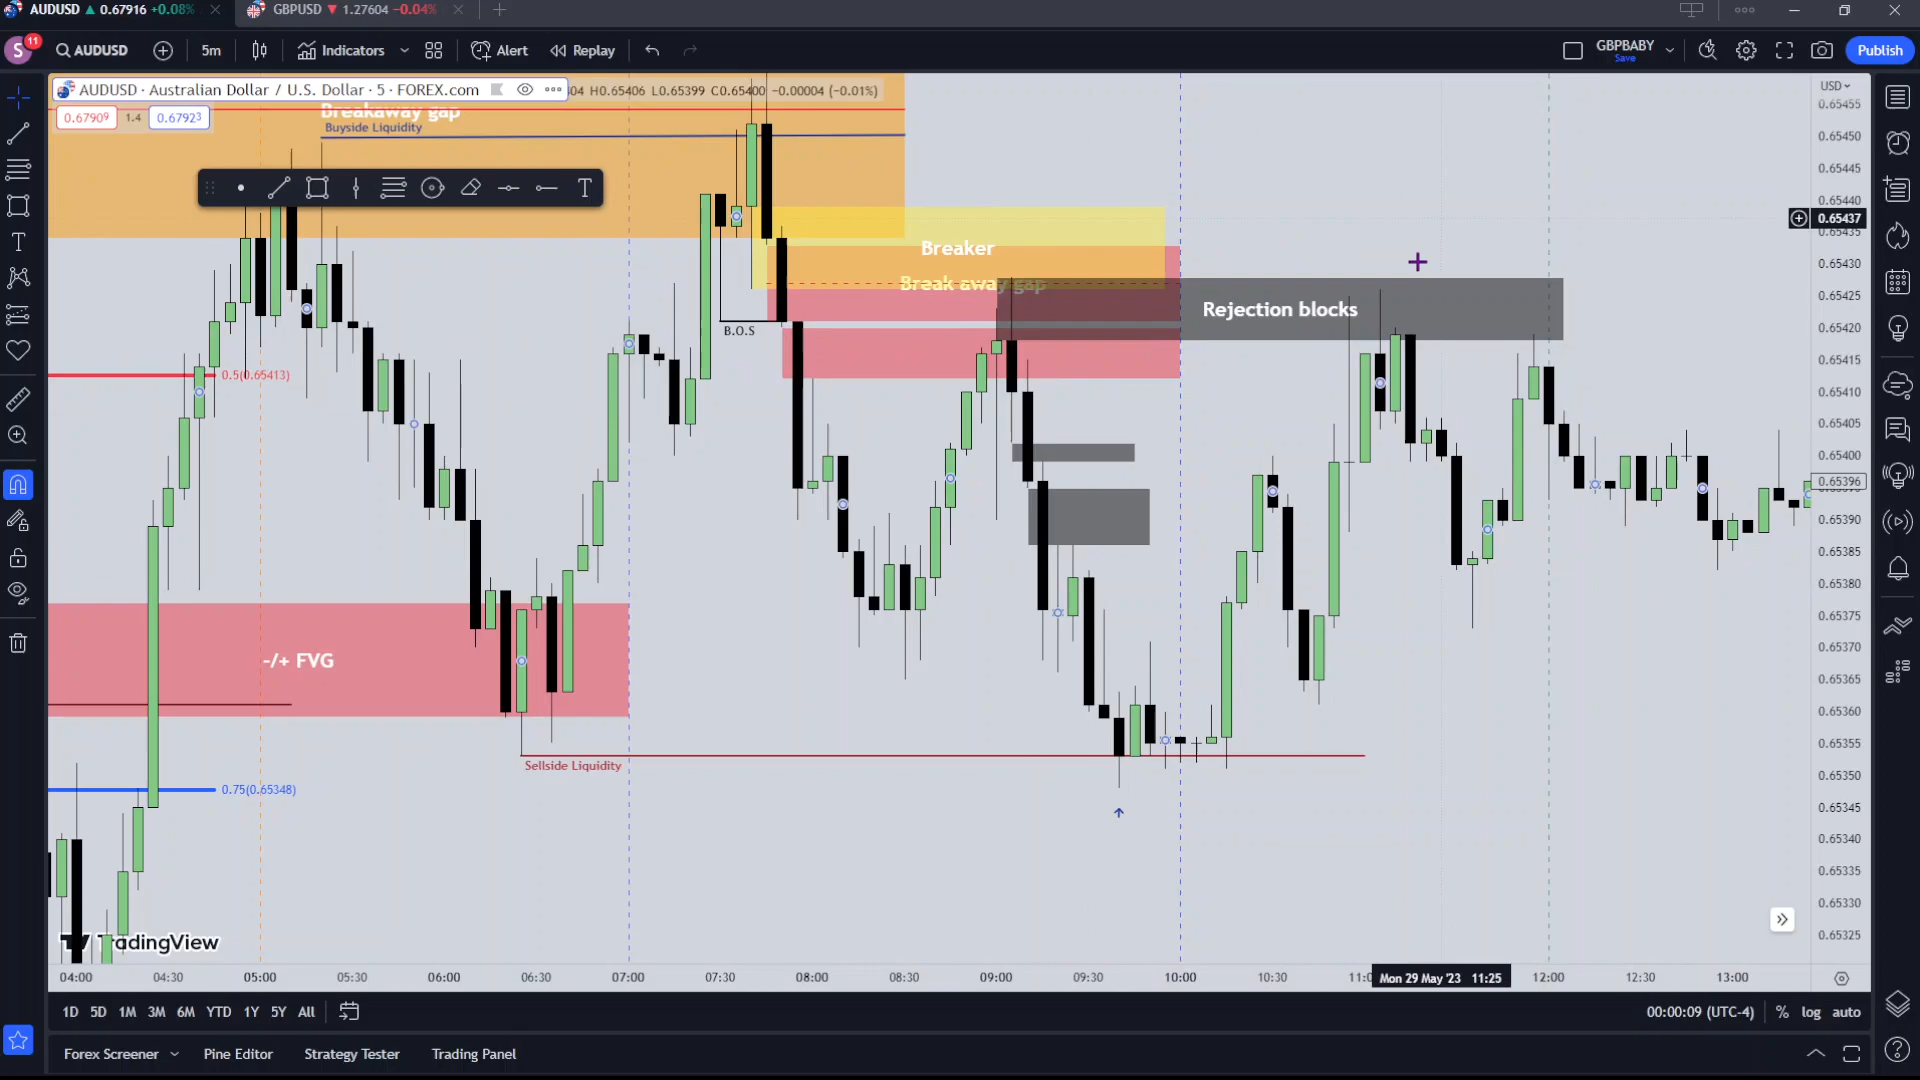 AUDUSD ▲ 0.67916 +0.08%
GBPUSD ▼ 1.27604 −0.04%
S 11
AUDUSD
5m
Indicators
Alert
Replay
GBPBABY
Save
Publish
AUDUSD · Australian Dollar / U.S. Dollar · 5 · FOREX.com
H0.65406 L0.65399 C0.65400 −0.00004 (−0.01%)
0.67909
1.4
0.67923
Breakaway gap
Buyside Liquidity
USD
0.65455
0.65450
0.65445
0.65440
0.65437
0.65435
0.65430
0.65425
0.65420
0.65415
0.65410
0.65405
0.65400
0.65396
0.65390
0.65385
0.65380
0.65375
0.65370
0.65365
0.65360
0.65355
0.65350
0.65345
0.65340
0.65335
0.65330
0.65325
Breaker
Break away gap
Rejection blocks
B.O.S
0.5(0.65413)
-/+ FVG
Sellside Liquidity
0.75(0.65348)
TradingView
04:00 04:30 05:00 05:30 06:00 06:30 07:00 07:30 08:00 08:30 09:00 09:30 10:00 10:30 Mon 29 May '23 11:25 12:00 12:30 13:00
1D 5D 1M 3M 6M YTD 1Y 5Y All
00:00:09 (UTC-4) % log auto
Forex Screener Pine Editor Strategy Tester Trading Panel